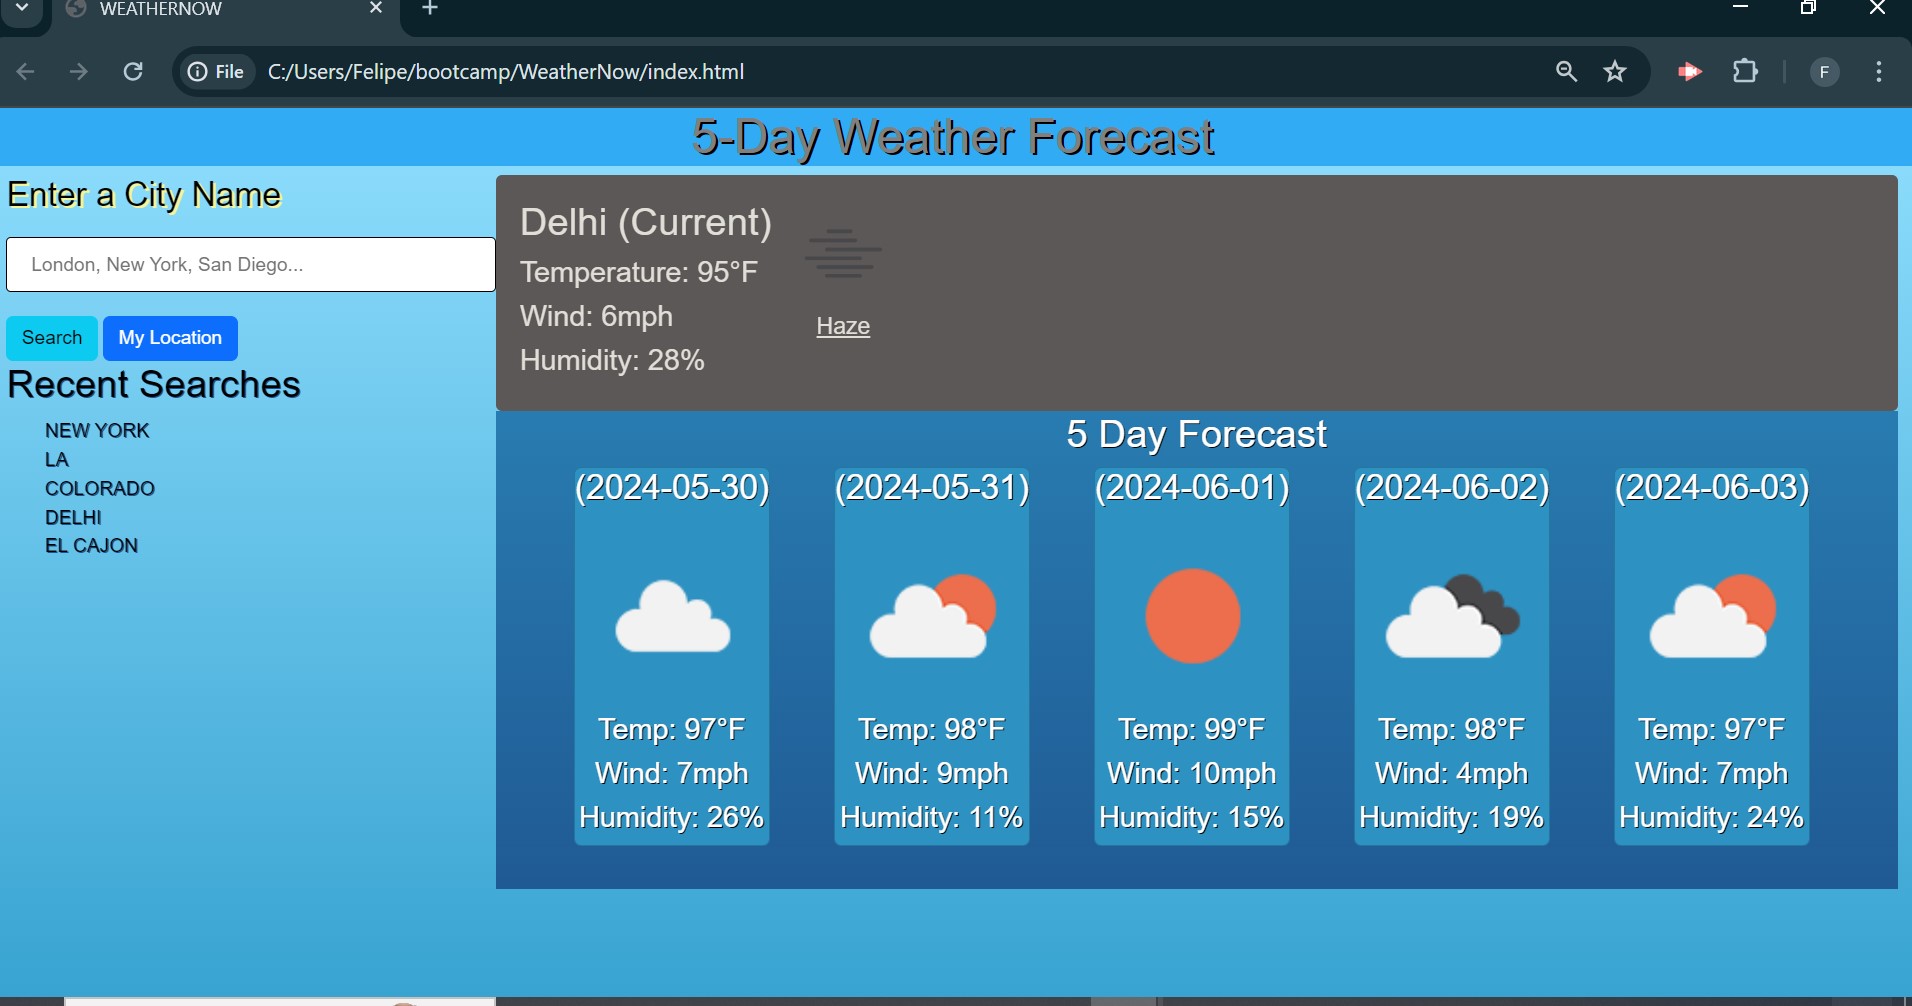 WEATHERNOW
File C:/Users/Felipe/bootcamp/WeatherNow/index.html
F
5-Day Weather Forecast
Enter a City Name
London, New York, San Diego...
Search My Location
Recent Searches
NEW YORK
LA
COLORADO
DELHI
EL CAJON
Delhi (Current)
Temperature: 95°F
Wind: 6mph
Humidity: 28%
Haze
5 Day Forecast
(2024-05-30)
Temp: 97°F
Wind: 7mph
Humidity: 26%
(2024-05-31)
Temp: 98°F
Wind: 9mph
Humidity: 11%
(2024-06-01)
Temp: 99°F
Wind: 10mph
Humidity: 15%
(2024-06-02)
Temp: 98°F
Wind: 4mph
Humidity: 19%
(2024-06-03)
Temp: 97°F
Wind: 7mph
Humidity: 24%